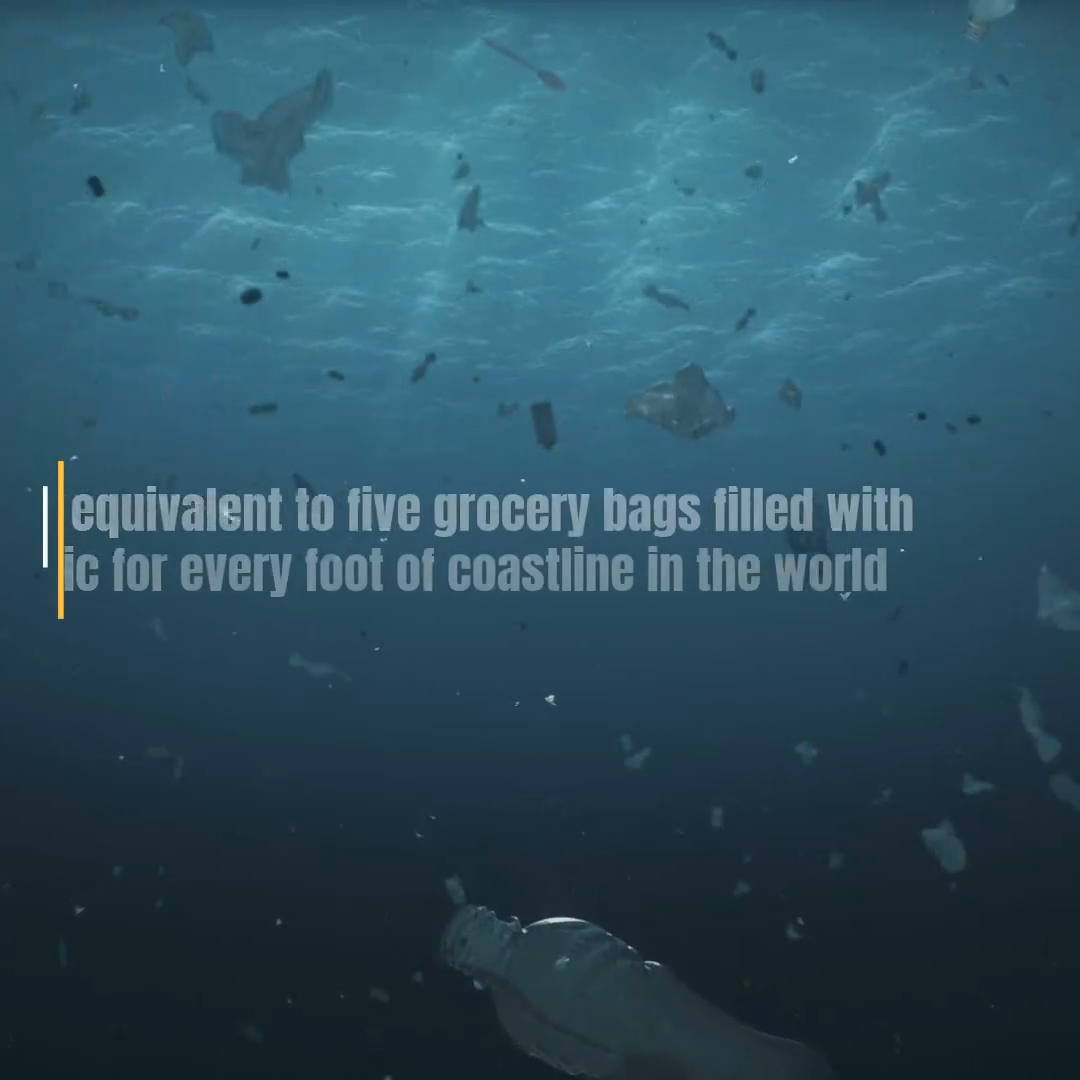 equivalent to five grocery bags filled with
ic for every foot of coastline in the world